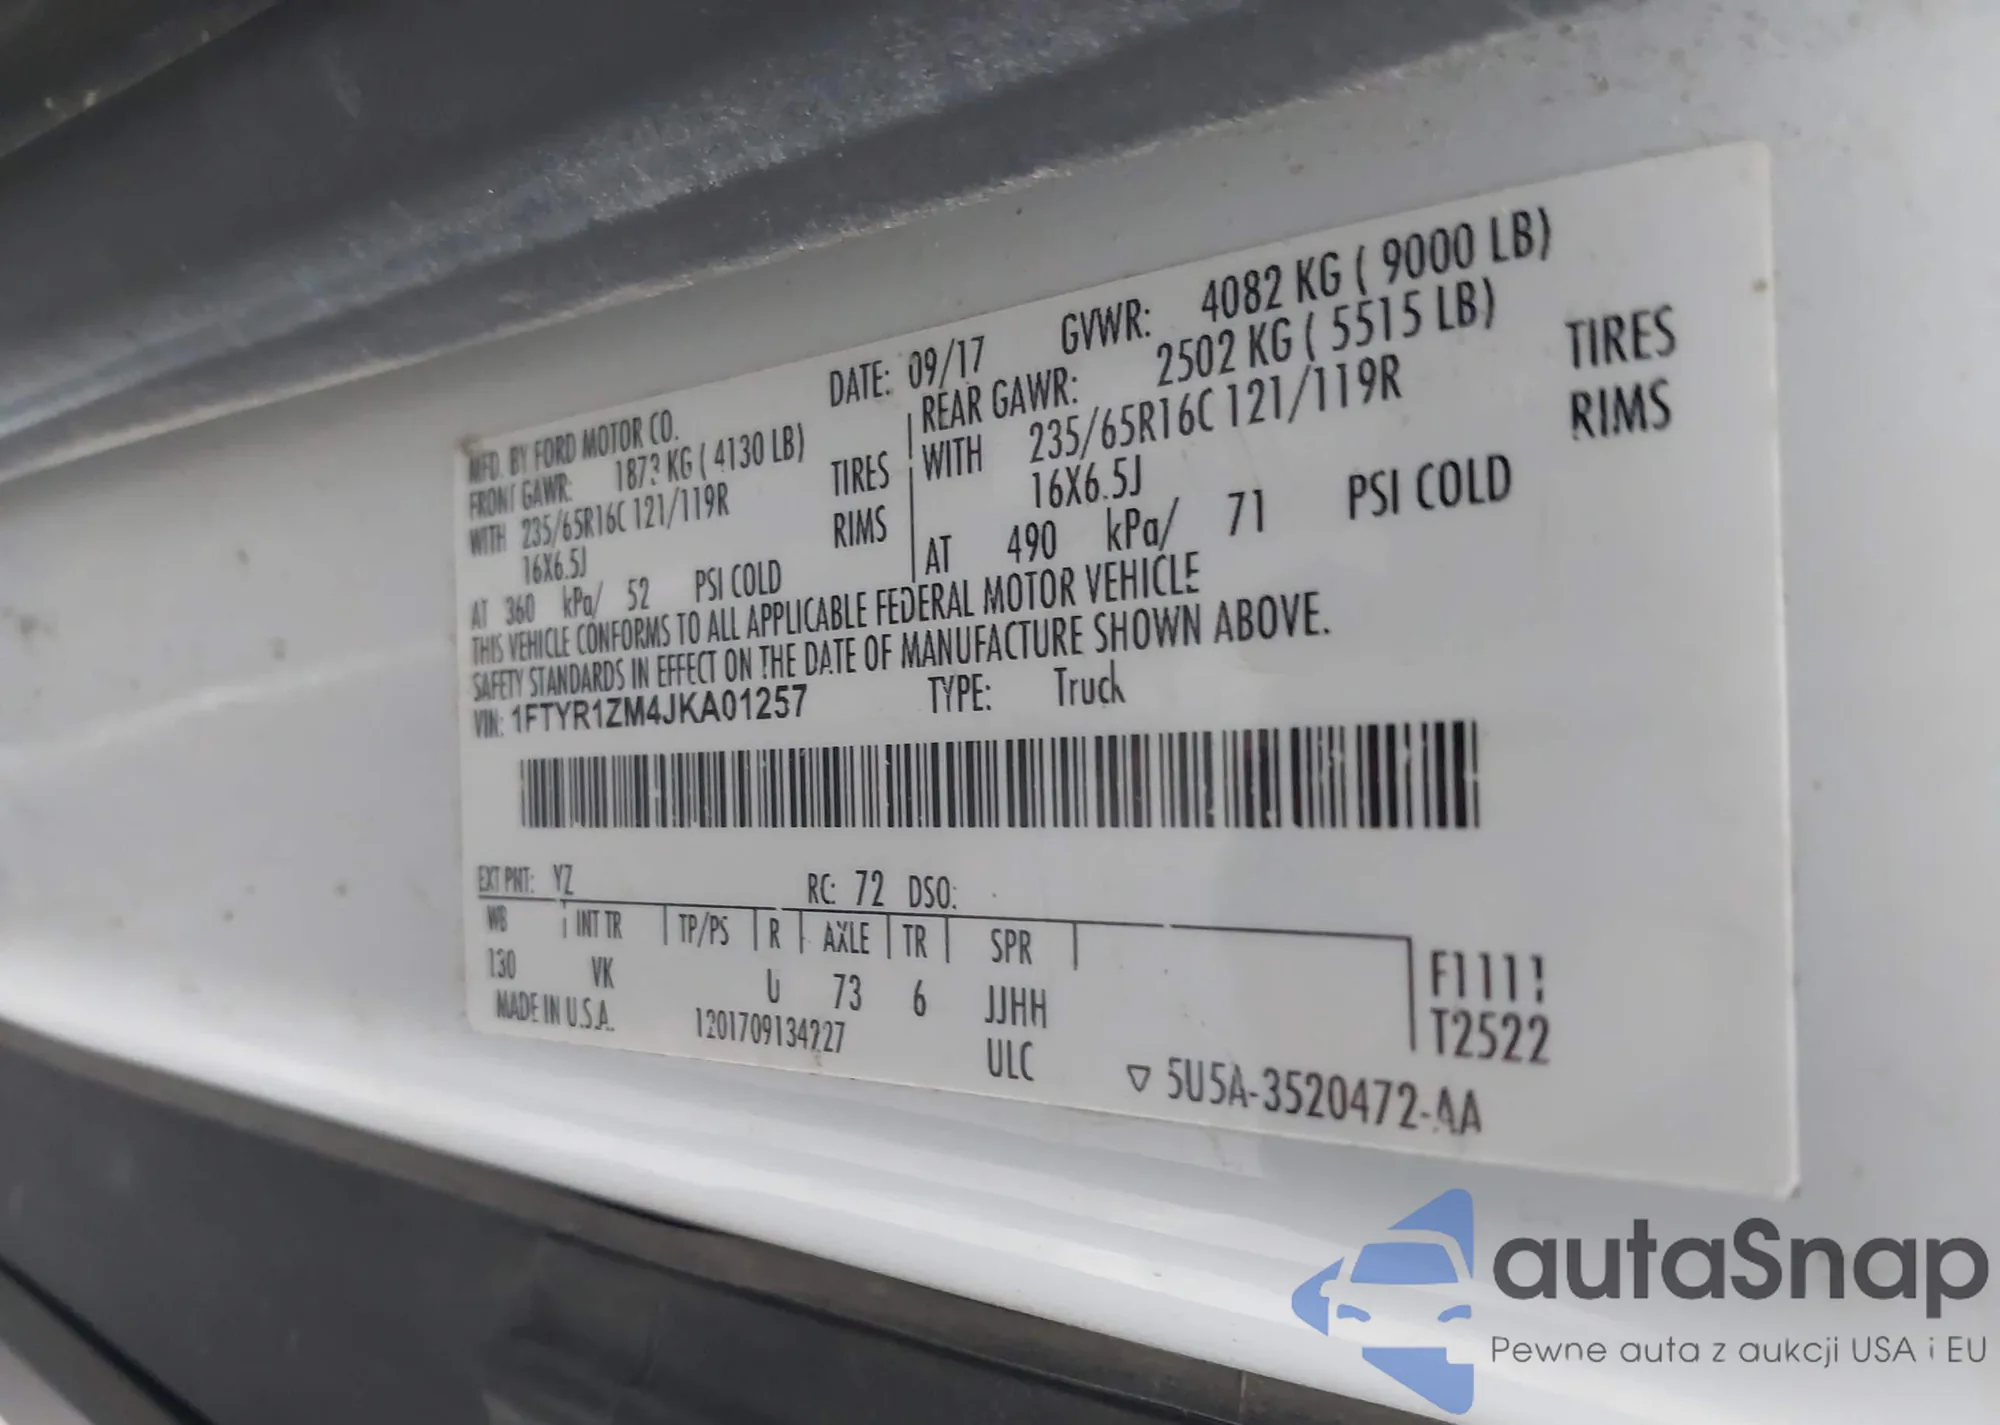 MFD. BY FORD MOTOR CO. DATE: 09/17 GVWR: 4082 KG ( 9000 LB)
FRONT GAWR: 1873 KG ( 4130 LB) REAR GAWR: 2502 KG ( 5515 LB)
WITH 235/65R16C 121/119R TIRES WITH 235/65R16C 121/119R TIRES
16X6.5J RIMS 16X6.5J RIMS
AT 360 kPa/ 52 PSI COLD AT 490 kPa/ 71 PSI COLD
THIS VEHICLE CONFORMS TO ALL APPLICABLE FEDERAL MOTOR VEHICLE
SAFETY STANDARDS IN EFFECT ON THE DATE OF MANUFACTURE SHOWN ABOVE.
VIN: 1FTYR1ZM4JKA01257 TYPE: Truck
EXT PNT: YZ RC: 72 DSO:
WB INT TR TP/PS R AXLE TR SPR
130 VK U 73 6 JJHH
F111!
MADE IN U.S.A. 1201709134227 ULC
T2522
▽ 5U5A-3520472-AA
autaSnap
Pewne auta z aukcji USA i EU